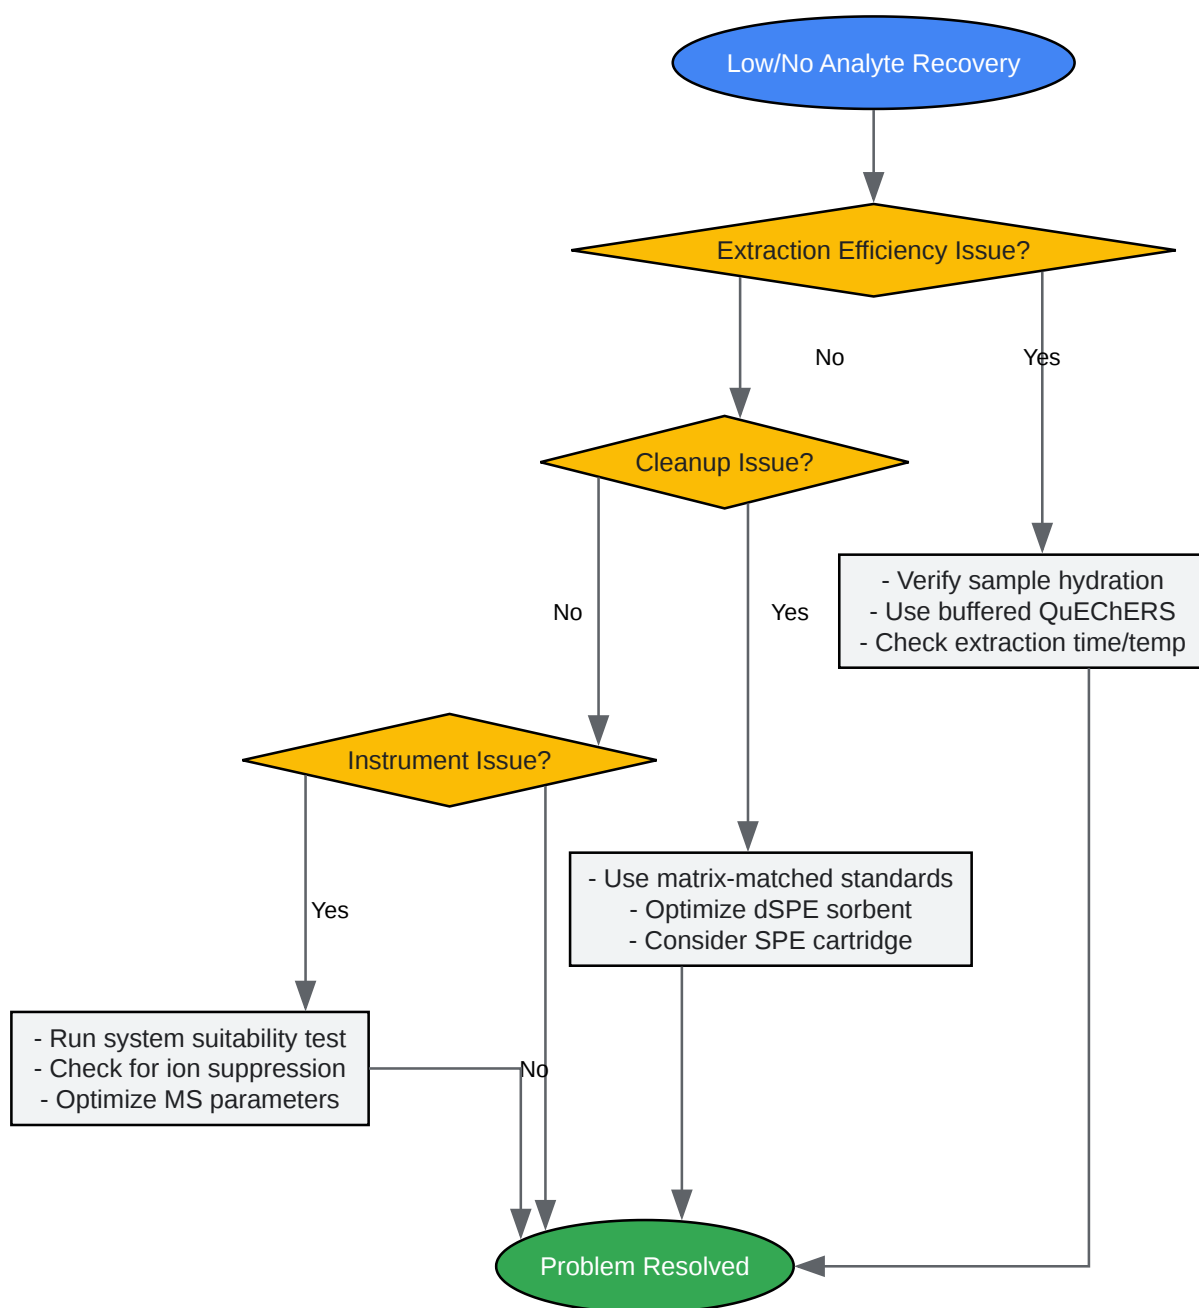 Low/No Analyte Recovery
Extraction Efficiency Issue?
No
Yes
Cleanup Issue?
- Verify sample hydration
- Use buffered QuEChERS
- Check extraction time/temp
No
Yes
Instrument Issue?
- Use matrix-matched standards
- Optimize dSPE sorbent
- Consider SPE cartridge
Yes
- Run system suitability test
- Check for ion suppression
- Optimize MS parameters
No
Problem Resolved